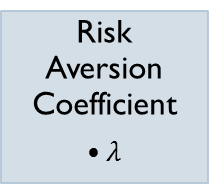 Risk
Aversion
Coefficient
• λ